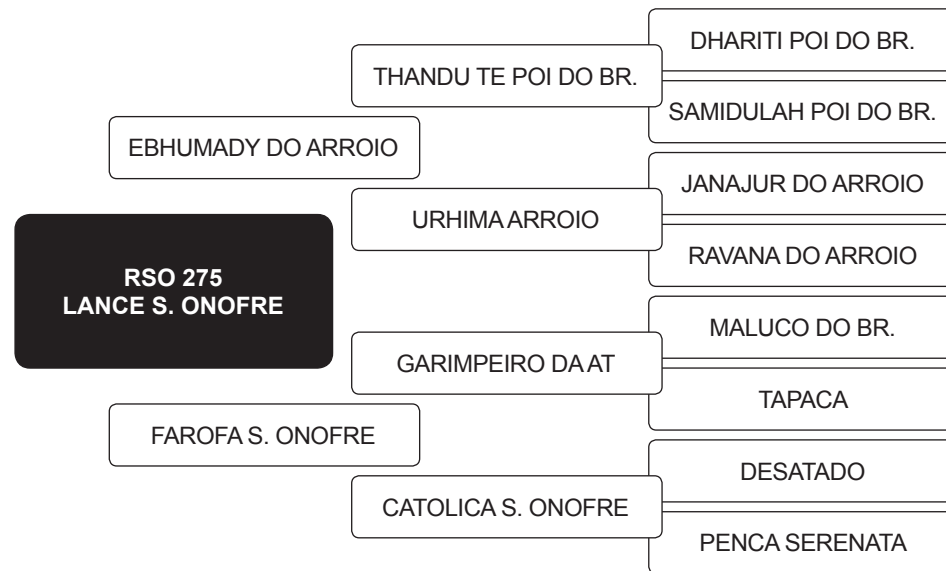 DHARITI POI DO BR.
THANDU TE POI DO BR.
SAMIDULAH POI DO BR.
EBHUMADY DO ARROIO
JANAJUR DO ARROIO
URHIMA ARROIO
RAVANA DO ARROIO
RSO 275
LANCE S. ONOFRE
MALUCO DO BR.
GARIMPEIRO DA AT
TAPACA
FAROFA S. ONOFRE
DESATADO
CATOLICA S. ONOFRE
PENCA SERENATA